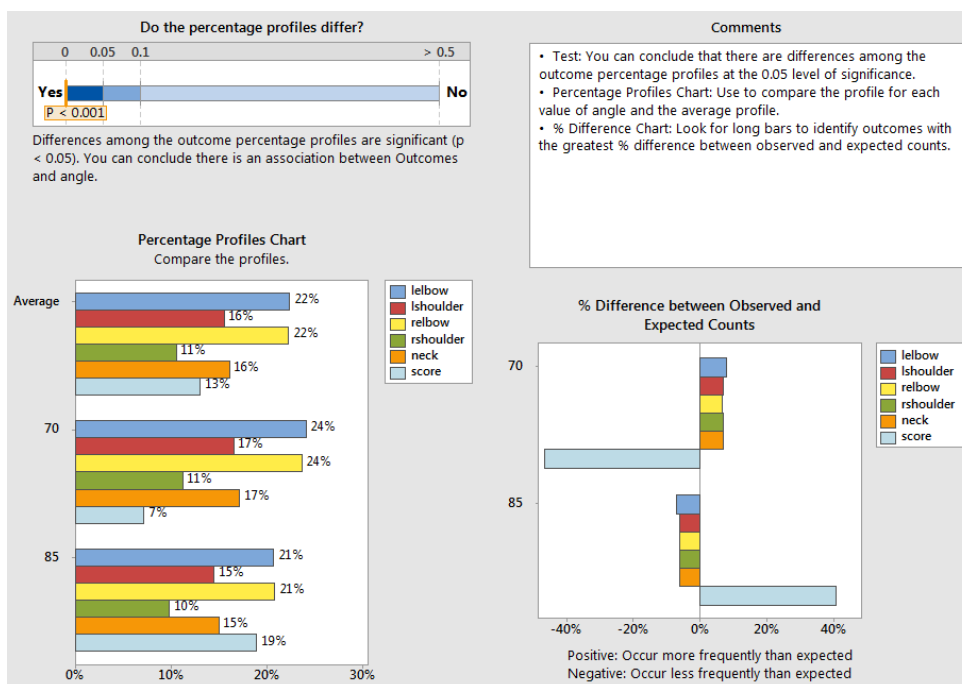 Do the percentage profiles differ?
0 0.05 0.1 > 0.5
Yes No
P < 0.001
Differences among the outcome percentage profiles are significant (p
< 0.05). You can conclude there is an association between Outcomes
and angle.
Comments
• Test: You can conclude that there are differences among the
outcome percentage profiles at the 0.05 level of significance.
• Percentage Profiles Chart: Use to compare the profile for each
value of angle and the average profile.
• % Difference Chart: Look for long bars to identify outcomes with
the greatest % difference between observed and expected counts.
Percentage Profiles Chart
Compare the profiles.
Average
22%
16%
22%
11%
16%
13%
70
24%
17%
24%
11%
17%
7%
85
21%
15%
21%
10%
15%
19%
0% 10% 20% 30%
lelbow
lshoulder
relbow
rshoulder
neck
score
% Difference between Observed and
Expected Counts
70
85
-40% -20% 0% 20% 40%
lelbow
lshoulder
relbow
rshoulder
neck
score
Positive: Occur more frequently than expected
Negative: Occur less frequently than expected